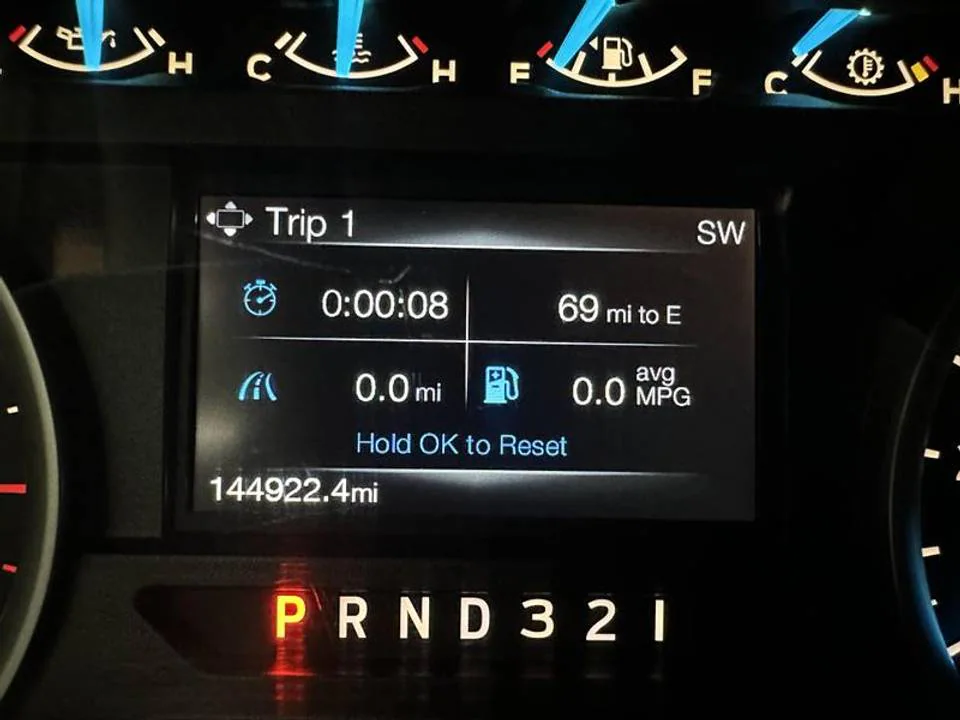 H C H E F C H
Trip 1 SW
0:00:08 69 mi to E
0.0 mi 0.0 avg MPG
Hold OK to Reset
144922.4mi
P R N D 3 2 1